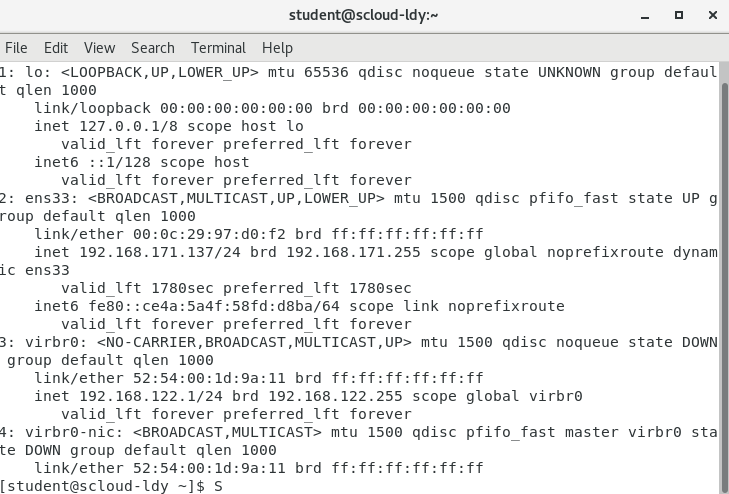 student@scloud-ldy:~
File Edit View Search Terminal Help
1: lo: <LOOPBACK,UP,LOWER_UP> mtu 65536 qdisc noqueue state UNKNOWN group defaul
t qlen 1000
    link/loopback 00:00:00:00:00:00 brd 00:00:00:00:00:00
    inet 127.0.0.1/8 scope host lo
       valid_lft forever preferred_lft forever
    inet6 ::1/128 scope host
       valid_lft forever preferred_lft forever
2: ens33: <BROADCAST,MULTICAST,UP,LOWER_UP> mtu 1500 qdisc pfifo_fast state UP g
roup default qlen 1000
    link/ether 00:0c:29:97:d0:f2 brd ff:ff:ff:ff:ff:ff
    inet 192.168.171.137/24 brd 192.168.171.255 scope global noprefixroute dynam
ic ens33
       valid_lft 1780sec preferred_lft 1780sec
    inet6 fe80::ce4a:5a4f:58fd:d8ba/64 scope link noprefixroute
       valid_lft forever preferred_lft forever
3: virbr0: <NO-CARRIER,BROADCAST,MULTICAST,UP> mtu 1500 qdisc noqueue state DOWN
 group default qlen 1000
    link/ether 52:54:00:1d:9a:11 brd ff:ff:ff:ff:ff:ff
    inet 192.168.122.1/24 brd 192.168.122.255 scope global virbr0
       valid_lft forever preferred_lft forever
4: virbr0-nic: <BROADCAST,MULTICAST> mtu 1500 qdisc pfifo_fast master virbr0 sta
te DOWN group default qlen 1000
    link/ether 52:54:00:1d:9a:11 brd ff:ff:ff:ff:ff:ff
[student@scloud-ldy ~]$ S